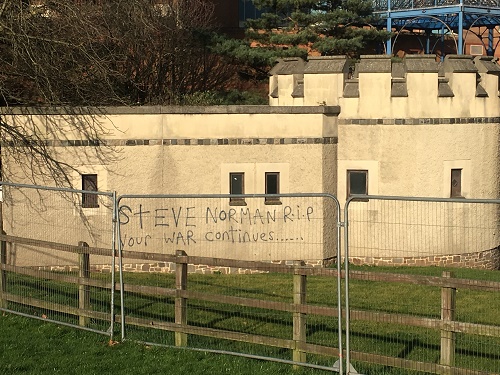 StEVE NORMAN R.i.P
YOUR WAR continues......